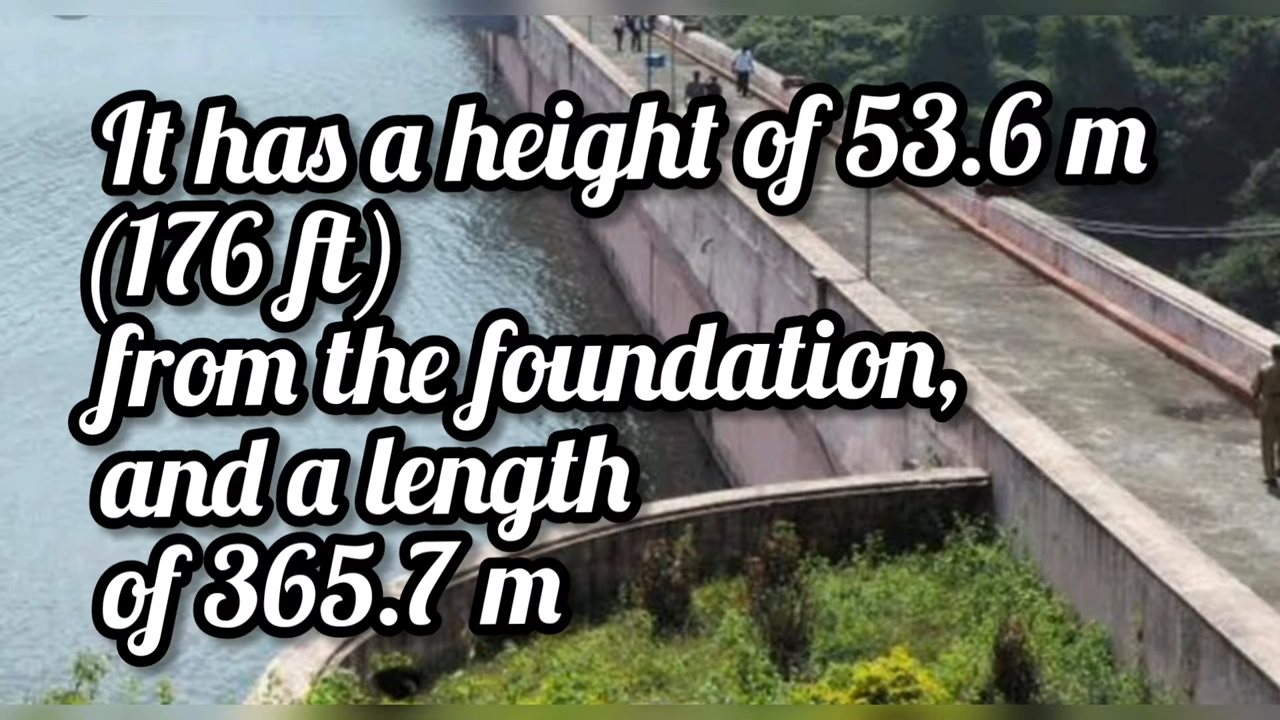 It has a height of 53.6 m
(176 ft)
from the foundation,
and a length
of 365.7 m